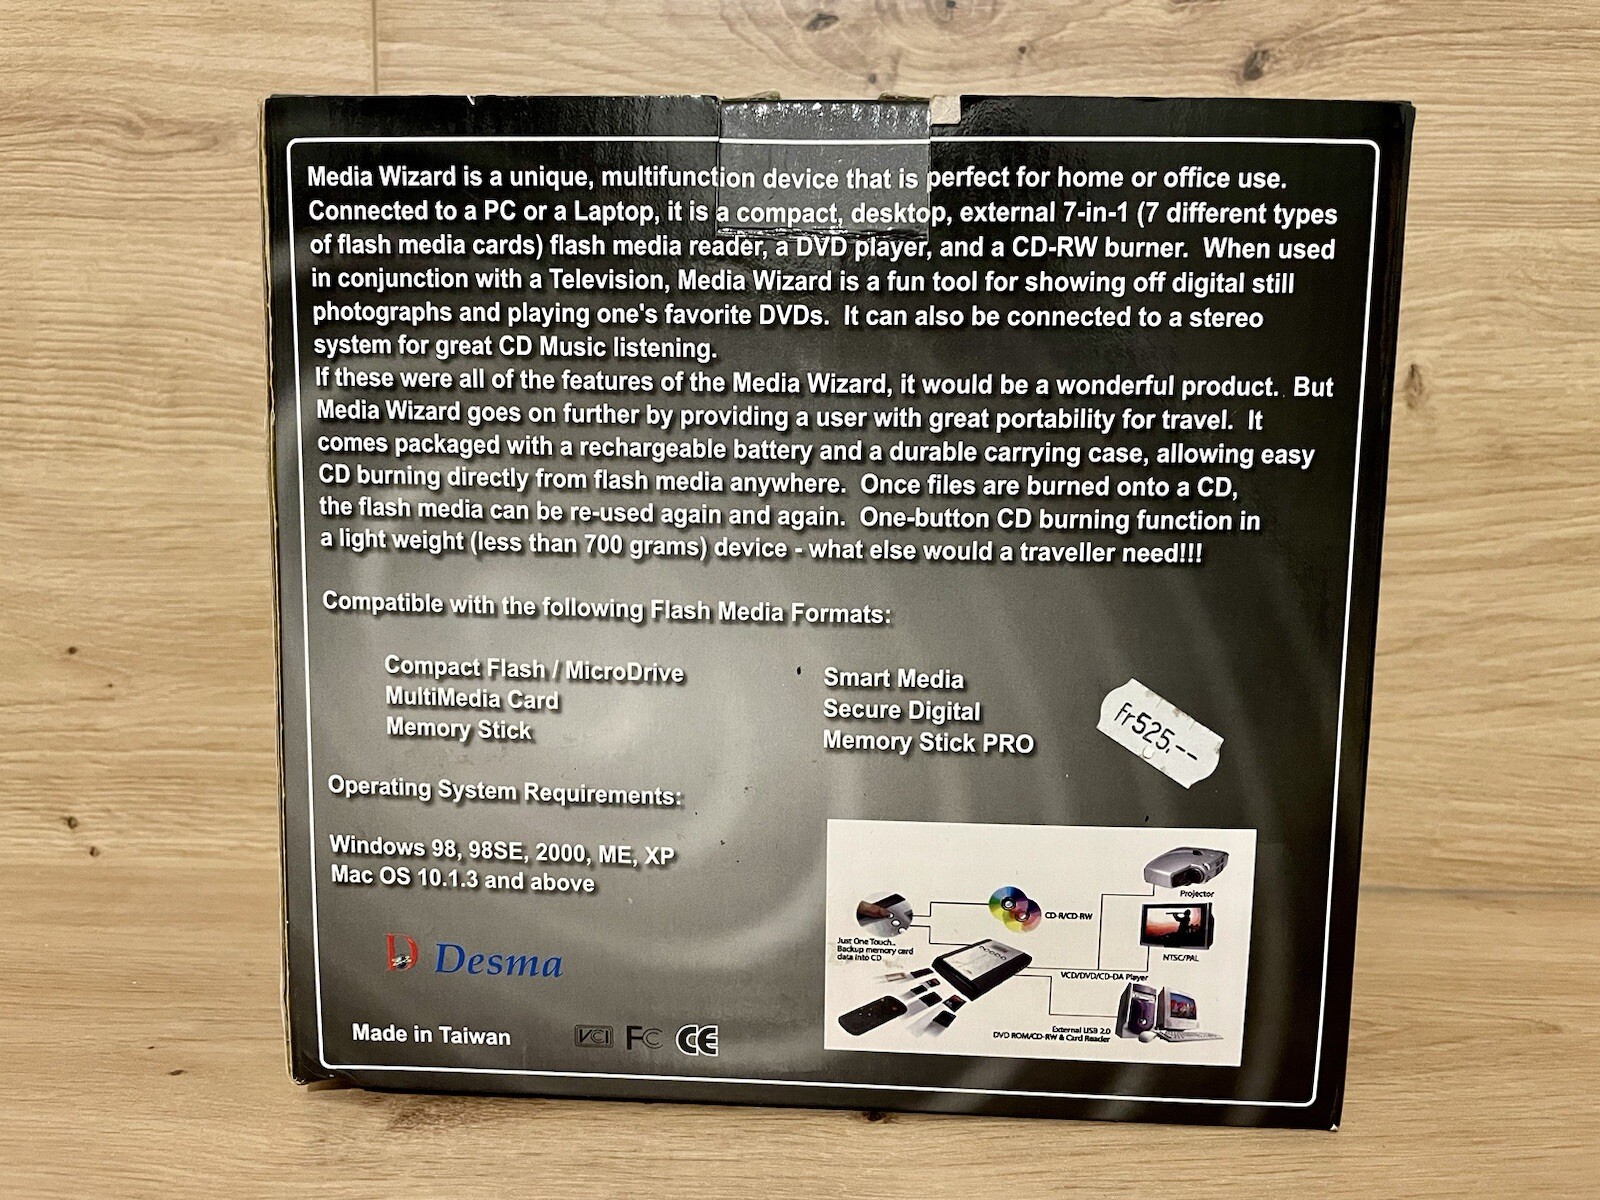 Media Wizard is a unique, multifunction device that is perfect for home or office use.
Connected to a PC or a Laptop, it is a compact, desktop, external 7-in-1 (7 different types
of flash media cards) flash media reader, a DVD player, and a CD-RW burner. When used
in conjunction with a Television, Media Wizard is a fun tool for showing off digital still
photographs and playing one's favorite DVDs. It can also be connected to a stereo
system for great CD Music listening.
If these were all of the features of the Media Wizard, it would be a wonderful product. But
Media Wizard goes on further by providing a user with great portability for travel. It
comes packaged with a rechargeable battery and a durable carrying case, allowing easy
CD burning directly from flash media anywhere. Once files are burned onto a CD,
the flash media can be re-used again and again. One-button CD burning function in
a light weight (less than 700 grams) device - what else would a traveller need!!!
Compatible with the following Flash Media Formats:
Compact Flash / MicroDrive
MultiMedia Card
Memory Stick
Smart Media
Secure Digital
Memory Stick PRO
fr525.--
Operating System Requirements:
Windows 98, 98SE, 2000, ME, XP
Mac OS 10.1.3 and above
D Desma
Made in Taiwan
VCI FC CE
Projector
CD-R/CD-RW
Just One Touch..
Backup memory card
data into CD
NTSC/PAL
VCD/DVD/CD-DA Player
External USB 2.0
DVD ROM/CD-RW & Card Reader